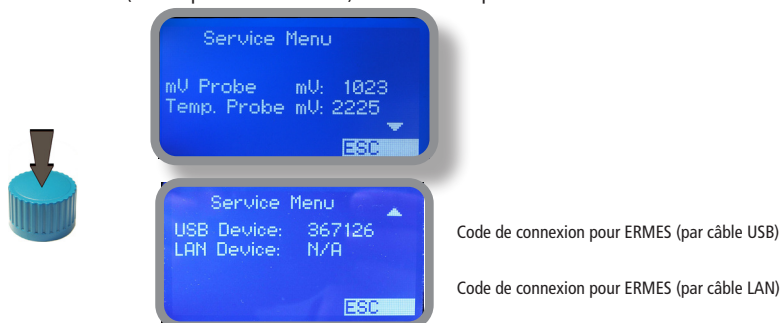 Service Menu
mV Probe mV: 1023
Temp. Probe mV: 2225
ESC
Service Menu
USB Device: 367126
LAN Device: N/A
ESC
Code de connexion pour ERMES (par câble USB)
Code de connexion pour ERMES (par câble LAN)